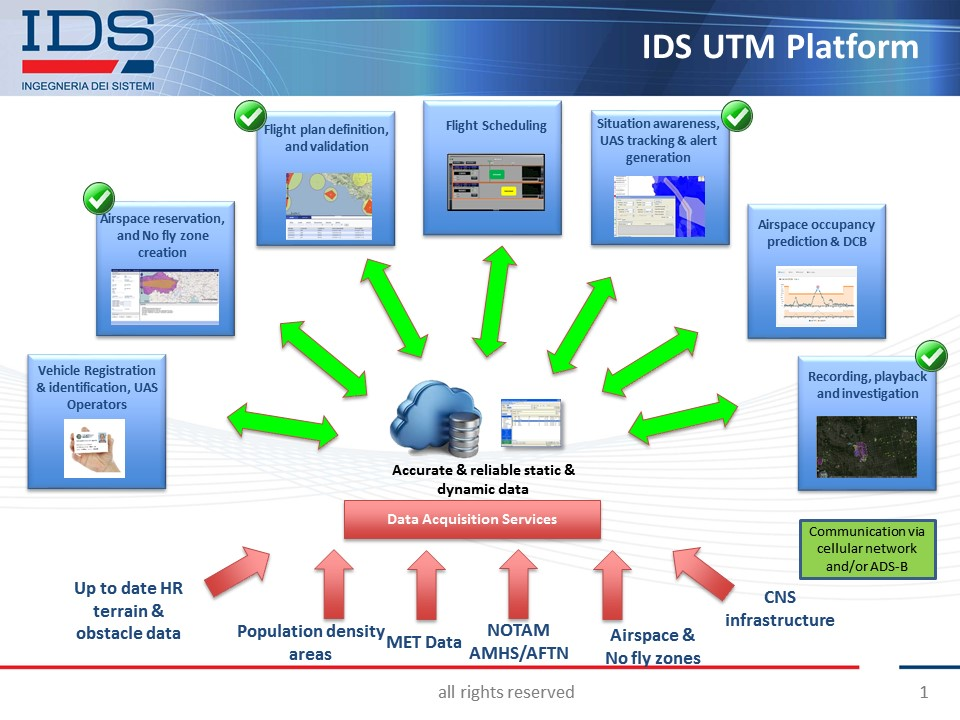 IDS
INGEGNERIA DEI SISTEMI
IDS UTM Platform
Flight plan definition,
and validation
Flight Scheduling
Situation awareness,
UAS tracking & alert
generation
Airspace reservation,
and No fly zone
creation
Airspace occupancy
prediction & DCB
Vehicle Registration
& identification, UAS
Operators
Recording, playback
and investigation
Accurate & reliable static &
dynamic data
Data Acquisition Services
Communication via
cellular network
and/or ADS-B
Up to date HR
terrain &
obstacle data
Population density
areas
MET Data
NOTAM
AMHS/AFTN
Airspace &
No fly zones
CNS
infrastructure
all rights reserved
1